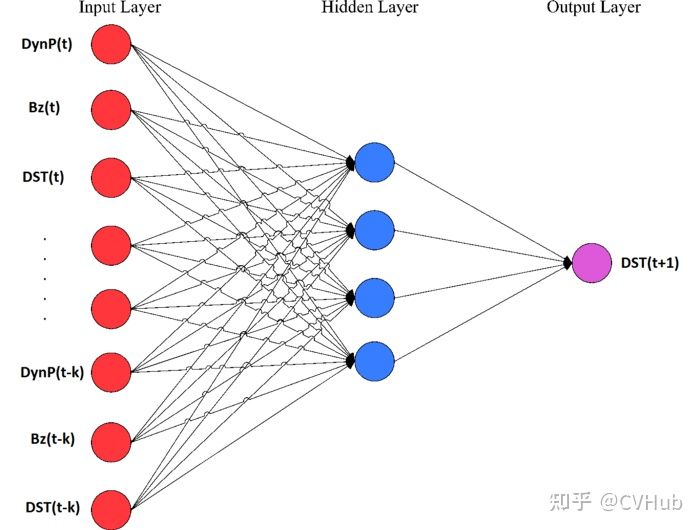 Input Layer
Hidden Layer
Output Layer
DynP(t)
Bz(t)
DST(t)
.
.
.
.
.
DynP(t-k)
Bz(t-k)
DST(t-k)
DST(t+1)
知乎 @CVHub